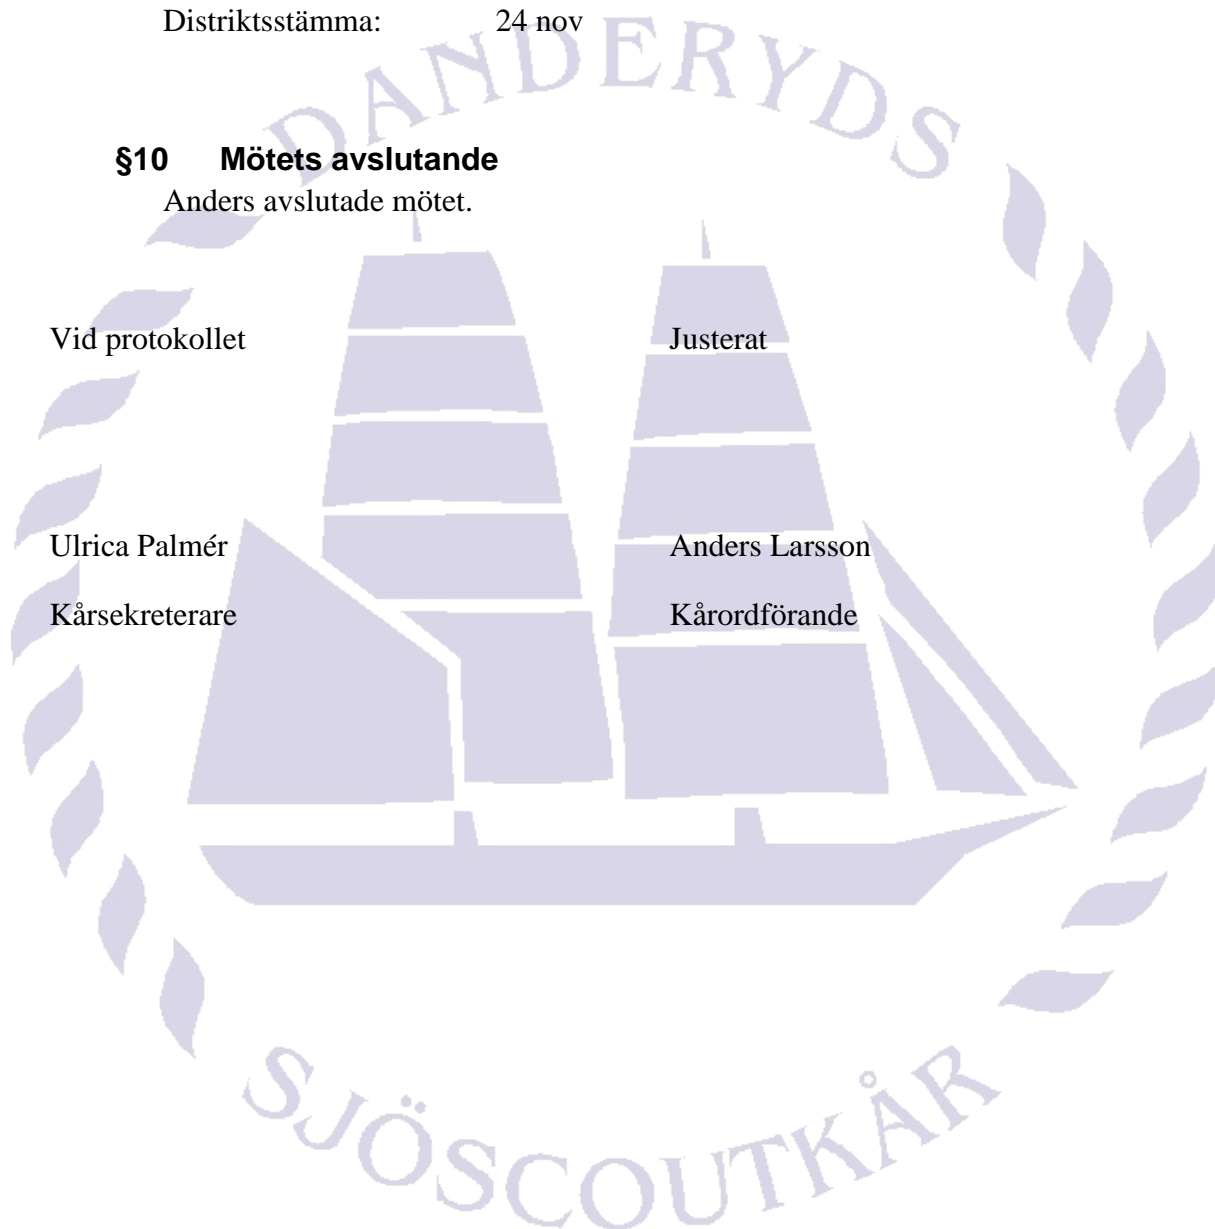 Distriktsstämma: 24 nov
DANDERYDS
§10 Mötets avslutande
Anders avslutade mötet.
Vid protokollet Justerat
Ulrica Palmér Anders Larsson
Kårsekreterare Kårordförande
SJÖSCOUTKÅR